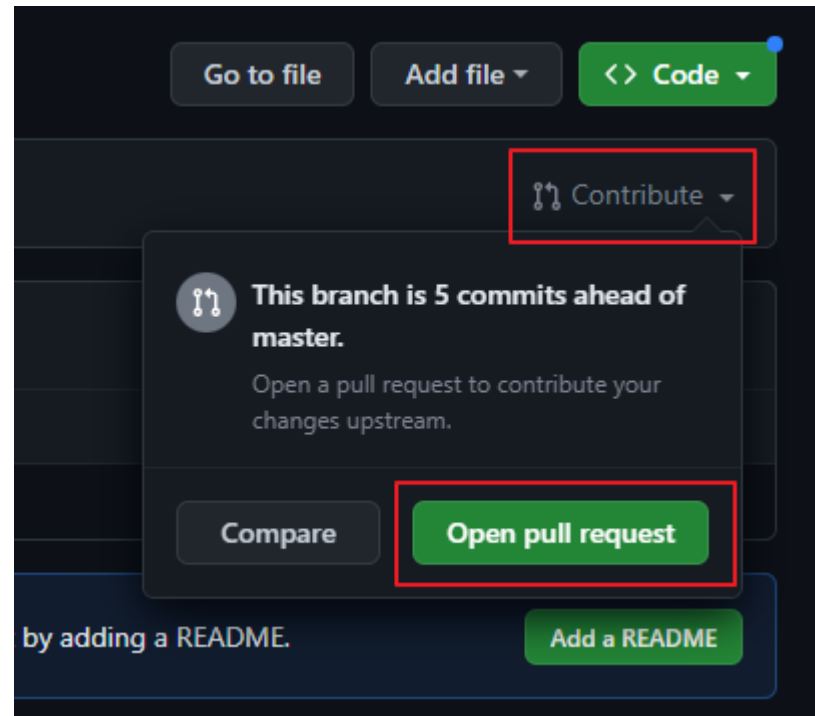 Go to file
Add file
<> Code
Contribute
This branch is 5 commits ahead of
master.
Open a pull request to contribute your
changes upstream.
Compare
Open pull request
by adding a README.
Add a README